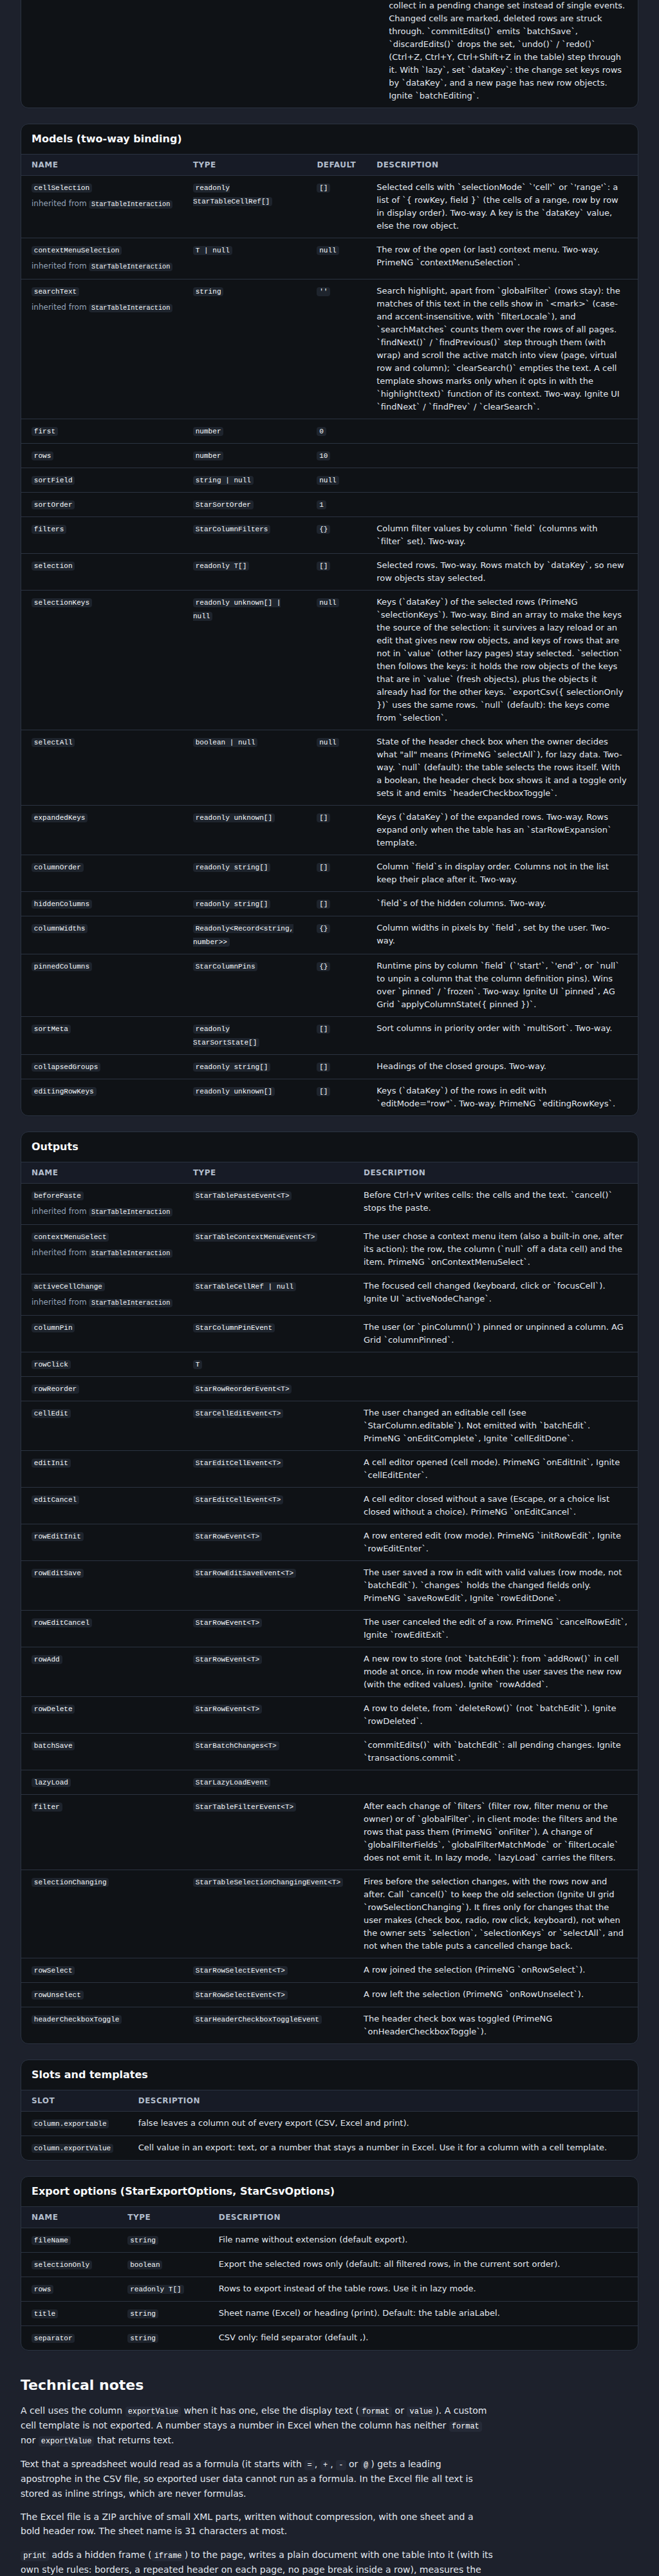 collect in a pending change set instead of single events.
Changed cells are marked, deleted rows are struck
through. `commitEdits()` emits `batchSave`,
`discardEdits()` drops the set, `undo()` / `redo()`
(Ctrl+Z, Ctrl+Y, Ctrl+Shift+Z in the table) step through
it. With `lazy`, set `dataKey`: the change set keys rows
by `dataKey`, and a new page has new row objects.
Ignite `batchEditing`.
Models (two-way binding)
NAME TYPE DEFAULT DESCRIPTION
cellSelection readonly [] Selected cells with `selectionMode` `'cell'` or `'range'`: a
inherited from StarTableInteraction StarTableCellRef[] list of `{ rowKey, field }` (the cells of a range, row by row
in display order). Two-way. A key is the `dataKey` value,
else the row object.
contextMenuSelection T | null null The row of the open (or last) context menu. Two-way.
inherited from StarTableInteraction PrimeNG `contextMenuSelection`.
searchText string '' Search highlight, apart from `globalFilter` (rows stay): the
inherited from StarTableInteraction matches of this text in the cells show in `<mark>` (case-
and accent-insensitive, with `filterLocale`), and
`searchMatches` counts them over the rows of all pages.
`findNext()` / `findPrevious()` step through them (with
wrap) and scroll the active match into view (page, virtual
row and column); `clearSearch()` empties the text. A cell
template shows marks only when it opts in with the
`highlight(text)` function of its context. Two-way. Ignite UI
`findNext` / `findPrev` / `clearSearch`.
first number 0
rows number 10
sortField string | null null
sortOrder StarSortOrder 1
filters StarColumnFilters {} Column filter values by column `field` (columns with
`filter` set). Two-way.
selection readonly T[] [] Selected rows. Two-way. Rows match by `dataKey`, so new
row objects stay selected.
selectionKeys readonly unknown[] | null Keys (`dataKey`) of the selected rows (PrimeNG
null `selectionKeys`). Two-way. Bind an array to make the keys
the source of the selection: it survives a lazy reload or an
edit that gives new row objects, and keys of rows that are
not in `value` (other lazy pages) stay selected. `selection`
then follows the keys: it holds the row objects of the keys
that are in `value` (fresh objects), plus the objects it
already had for the other keys. `exportCsv({ selectionOnly
})` uses the same rows. `null` (default): the keys come
from `selection`.
selectAll boolean | null null State of the header check box when the owner decides
what "all" means (PrimeNG `selectAll`), for lazy data. Two-
way. `null` (default): the table selects the rows itself. With
a boolean, the header check box shows it and a toggle only
sets it and emits `headerCheckboxToggle`.
expandedKeys readonly unknown[] [] Keys (`dataKey`) of the expanded rows. Two-way. Rows
expand only when the table has an `starRowExpansion`
template.
columnOrder readonly string[] [] Column `field`s in display order. Columns not in the list
keep their place after it. Two-way.
hiddenColumns readonly string[] [] `field`s of the hidden columns. Two-way.
columnWidths Readonly<Record<string, {} Column widths in pixels by `field`, set by the user. Two-
number>> way.
pinnedColumns StarColumnPins {} Runtime pins by column `field` (`'start'`, `'end'`, or `null`
to unpin a column that the column definition pins). Wins
over `pinned` / `frozen`. Two-way. Ignite UI `pinned`, AG
Grid `applyColumnState({ pinned })`.
sortMeta readonly [] Sort columns in priority order with `multiSort`. Two-way.
StarSortState[]
collapsedGroups readonly string[] [] Headings of the closed groups. Two-way.
editingRowKeys readonly unknown[] [] Keys (`dataKey`) of the rows in edit with
`editMode="row"`. Two-way. PrimeNG `editingRowKeys`.
Outputs
NAME TYPE DESCRIPTION
beforePaste StarTablePasteEvent<T> Before Ctrl+V writes cells: the cells and the text. `cancel()`
inherited from StarTableInteraction stops the paste.
contextMenuSelect StarTableContextMenuEvent<T> The user chose a context menu item (also a built-in one, after
inherited from StarTableInteraction its action): the row, the column (`null` off a data cell) and the
item. PrimeNG `onContextMenuSelect`.
activeCellChange StarTableCellRef | null The focused cell changed (keyboard, click or `focusCell`).
inherited from StarTableInteraction Ignite UI `activeNodeChange`.
columnPin StarColumnPinEvent The user (or `pinColumn()`) pinned or unpinned a column. AG
Grid `columnPinned`.
rowClick T
rowReorder StarRowReorderEvent<T>
cellEdit StarCellEditEvent<T> The user changed an editable cell (see
`StarColumn.editable`). Not emitted with `batchEdit`.
PrimeNG `onEditComplete`, Ignite `cellEditDone`.
editInit StarEditCellEvent<T> A cell editor opened (cell mode). PrimeNG `onEditInit`, Ignite
`cellEditEnter`.
editCancel StarEditCellEvent<T> A cell editor closed without a save (Escape, or a choice list
closed without a choice). PrimeNG `onEditCancel`.
rowEditInit StarRowEvent<T> A row entered edit (row mode). PrimeNG `initRowEdit`, Ignite
`rowEditEnter`.
rowEditSave StarRowEditSaveEvent<T> The user saved a row in edit with valid values (row mode, not
`batchEdit`). `changes` holds the changed fields only.
PrimeNG `saveRowEdit`, Ignite `rowEditDone`.
rowEditCancel StarRowEvent<T> The user canceled the edit of a row. PrimeNG `cancelRowEdit`,
Ignite `rowEditExit`.
rowAdd StarRowEvent<T> A new row to store (not `batchEdit`): from `addRow()` in cell
mode at once, in row mode when the user saves the new row
(with the edited values). Ignite `rowAdded`.
rowDelete StarRowEvent<T> A row to delete, from `deleteRow()` (not `batchEdit`). Ignite
`rowDeleted`.
batchSave StarBatchChanges<T> `commitEdits()` with `batchEdit`: all pending changes. Ignite
`transactions.commit`.
lazyLoad StarLazyLoadEvent
filter StarTableFilterEvent<T> After each change of `filters` (filter row, filter menu or the
owner) or of `globalFilter`, in client mode: the filters and the
rows that pass them (PrimeNG `onFilter`). A change of
`globalFilterFields`, `globalFilterMatchMode` or `filterLocale`
does not emit it. In lazy mode, `lazyLoad` carries the filters.
selectionChanging StarTableSelectionChangingEvent<T> Fires before the selection changes, with the rows now and
after. Call `cancel()` to keep the old selection (Ignite UI grid
`rowSelectionChanging`). It fires only for changes that the
user makes (check box, radio, row click, keyboard), not when
the owner sets `selection`, `selectionKeys` or `selectAll`, and
not when the table puts a cancelled change back.
rowSelect StarRowSelectEvent<T> A row joined the selection (PrimeNG `onRowSelect`).
rowUnselect StarRowSelectEvent<T> A row left the selection (PrimeNG `onRowUnselect`).
headerCheckboxToggle StarHeaderCheckboxToggleEvent The header check box was toggled (PrimeNG
`onHeaderCheckboxToggle`).
Slots and templates
SLOT DESCRIPTION
column.exportable false leaves a column out of every export (CSV, Excel and print).
column.exportValue Cell value in an export: text, or a number that stays a number in Excel. Use it for a column with a cell template.
Export options (StarExportOptions, StarCsvOptions)
NAME TYPE DESCRIPTION
fileName string File name without extension (default export).
selectionOnly boolean Export the selected rows only (default: all filtered rows, in the current sort order).
rows readonly T[] Rows to export instead of the table rows. Use it in lazy mode.
title string Sheet name (Excel) or heading (print). Default: the table ariaLabel.
separator string CSV only: field separator (default ,).
Technical notes
A cell uses the column exportValue when it has one, else the display text ( format or value ). A custom
cell template is not exported. A number stays a number in Excel when the column has neither format
nor exportValue that returns text.
Text that a spreadsheet would read as a formula (it starts with = , + , - or @ ) gets a leading
apostrophe in the CSV file, so exported user data cannot run as a formula. In the Excel file all text is
stored as inline strings, which are never formulas.
The Excel file is a ZIP archive of small XML parts, written without compression, with one sheet and a
bold header row. The sheet name is 31 characters at most.
print adds a hidden frame ( iframe ) to the page, writes a plain document with one table into it (with its
own style rules: borders, a repeated header on each page, no page break inside a row), measures the